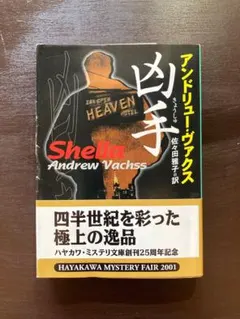 アンドリュー・ヴァクス
凶手
きょうしゅ
佐々田雅子=訳
HEAVEN
HOTEL
Shella
Andrew Vachss
四半世紀を彩った
極上の逸品
ハヤカワ・ミステリ文庫創刊25周年記念
HAYAKAWA MYSTERY FAIR 2001